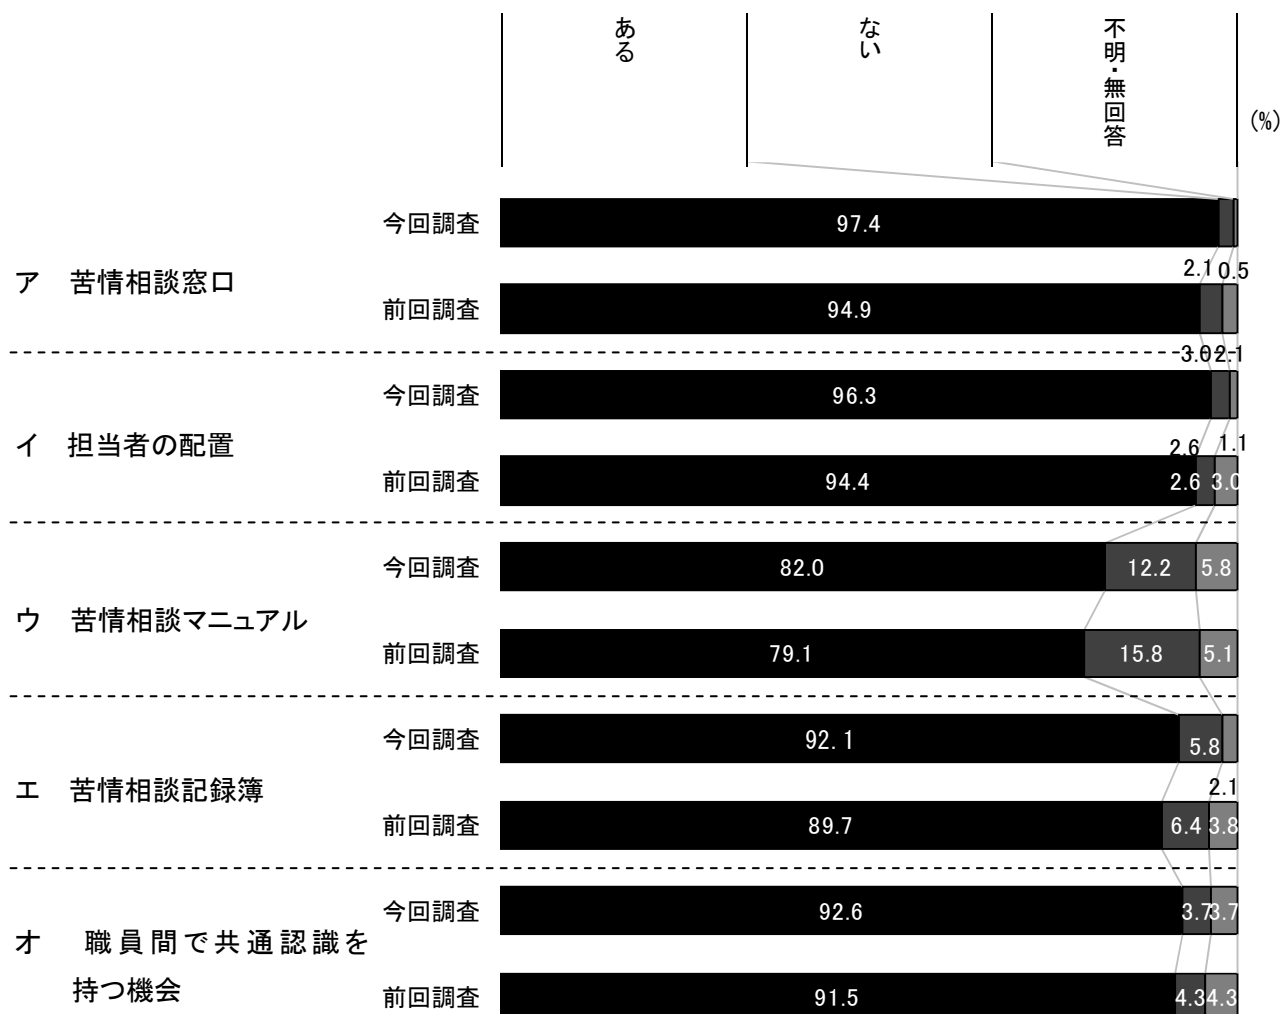 ある
ない
不明・無回答
(%)
今回調査
97.4
2.1 0.5
ア 苦情相談窓口
前回調査
94.9
3.0 2.1
今回調査
96.3
2.6 1.1
イ 担当者の配置
前回調査
94.4 2.6 3.0
今回調査
82.0 12.2 5.8
ウ 苦情相談マニュアル
前回調査
79.1 15.8 5.1
今回調査
92.1 5.8
2.1
エ 苦情相談記録簿
前回調査
89.7 6.4 3.8
今回調査
92.6 3.7 3.7
オ 職員間で共通認識を
持つ機会
前回調査
91.5 4.3 4.3